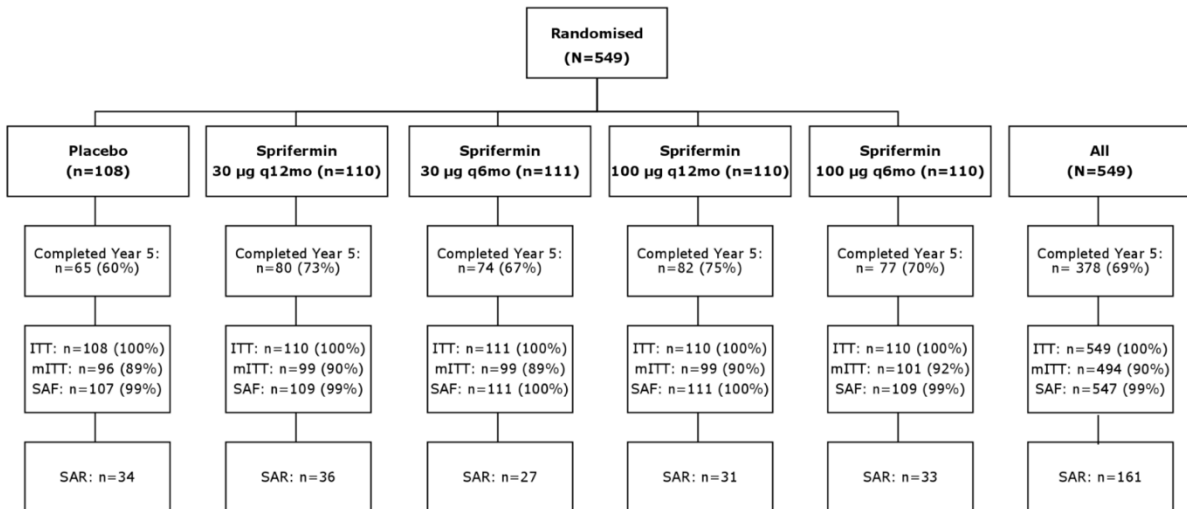 Randomised
(N=549)
Placebo
(n=108)
Sprifermin
30 µg q12mo (n=110)
Sprifermin
30 µg q6mo (n=111)
Sprifermin
100 µg q12mo (n=110)
Sprifermin
100 µg q6mo (n=110)
All
(N=549)
Completed Year 5:
n=65 (60%)
Completed Year 5:
n=80 (73%)
Completed Year 5:
n=74 (67%)
Completed Year 5:
n=82 (75%)
Completed Year 5:
n= 77 (70%)
Completed Year 5:
n= 378 (69%)
ITT: n=108 (100%)
mITT: n=96 (89%)
SAF: n=107 (99%)
ITT: n=110 (100%)
mITT: n=99 (90%)
SAF: n=109 (99%)
ITT: n=111 (100%)
mITT: n=99 (89%)
SAF: n=111 (100%)
ITT: n=110 (100%)
mITT: n=99 (90%)
SAF: n=111 (100%)
ITT: n=110 (100%)
mITT: n=101 (92%)
SAF: n=109 (99%)
ITT: n=549 (100%)
mITT: n=494 (90%)
SAF: n=547 (99%)
SAR: n=34
SAR: n=36
SAR: n=27
SAR: n=31
SAR: n=33
SAR: n=161